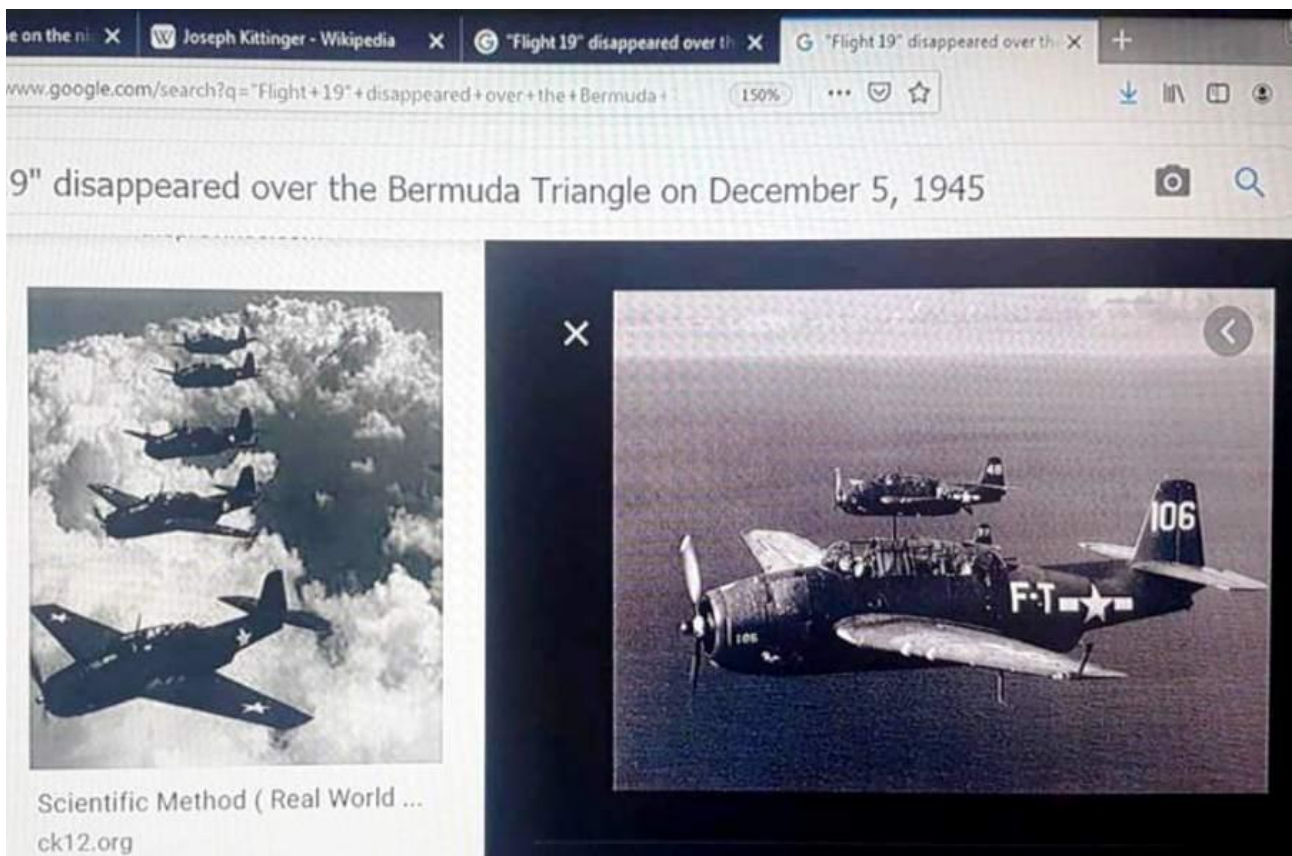 e on the ni
Joseph Kittinger - Wikipedia
"Flight 19" disappeared over th
"Flight 19" disappeared over th
www.google.com/search?q="Flight+19"+disappeared+over+the+Bermuda+
150%
9" disappeared over the Bermuda Triangle on December 5, 1945
106
F-T
106
Scientific Method ( Real World ...
ck12.org